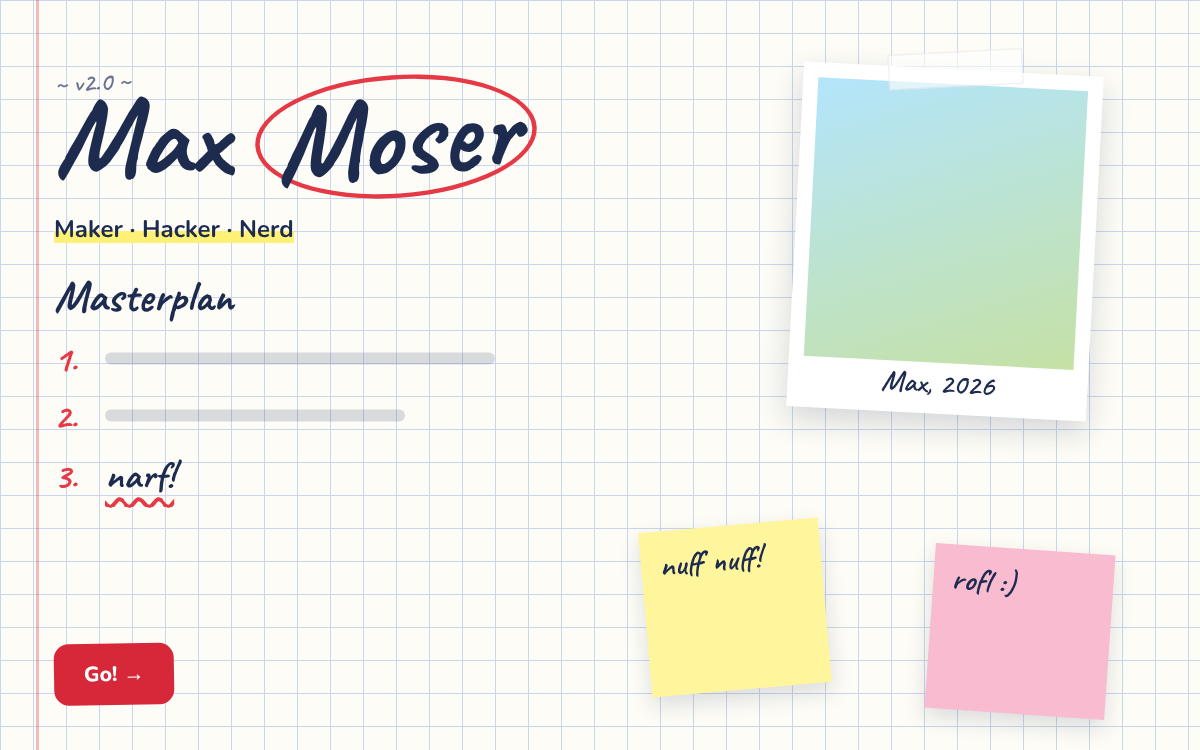 ~ v2.0 ~
Max Moser
Maker · Hacker · Nerd
Masterplan
1.
2.
3. narf!
Go! →
Max, 2026
nuff nuff!
rofl :)